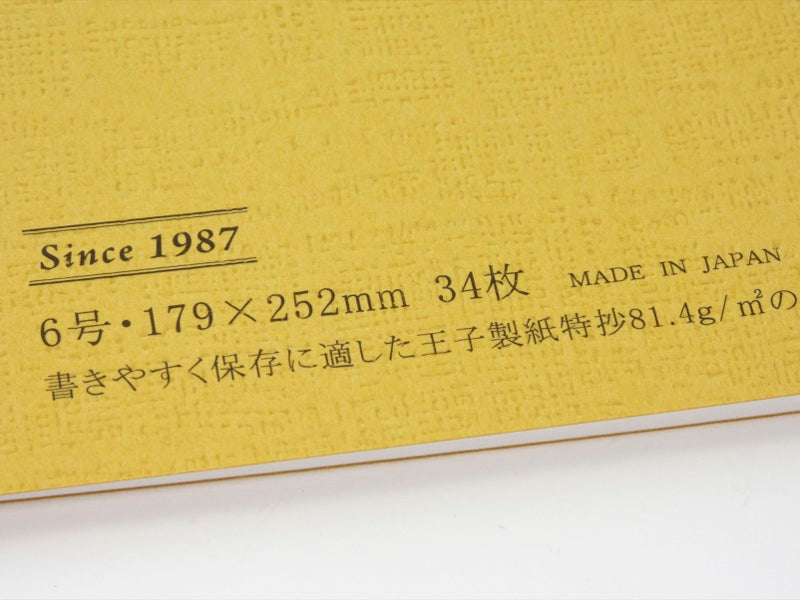 Since 1987
6号・179×252mm 34枚 MADE IN JAPAN
書きやすく保存に適した王子製紙特抄81.4g/㎡の